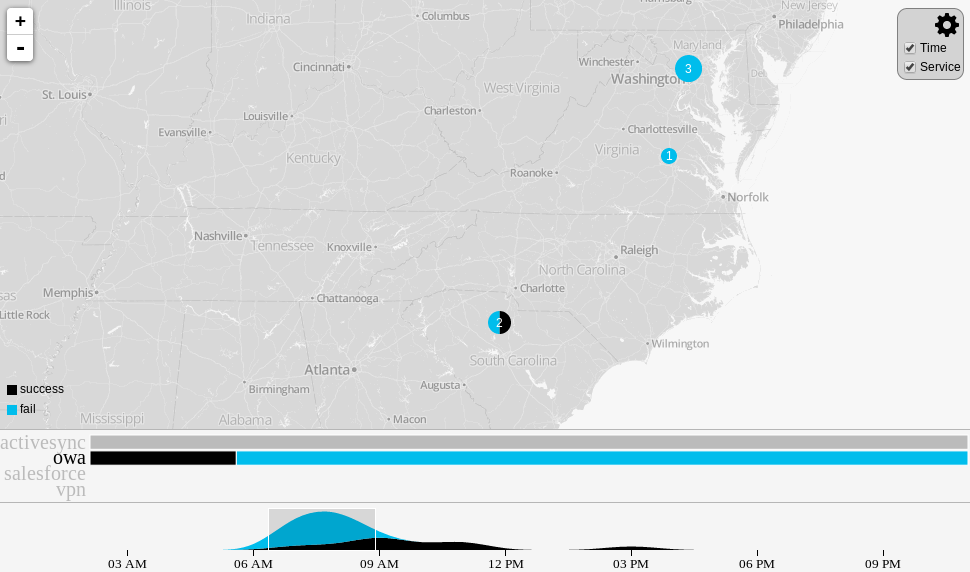 Illinois
Indiana
Columbus
New Jersey
Philadelphia
+
-
Time
Service
Maryland
Winchester
Cincinnati
3
Washington
Del
St. Louis
West Virginia
Charleston
Louisville
Evansville
Charlottesville
Virginia
1
Kentucky
Roanoke
Norfolk
Nashville
Tennessee
Knoxville
Raleigh
North Carolina
Memphis
Chattanooga
Charlotte
Little Rock
2
Wilmington
South Carolina
Atlanta
Augusta
Birmingham
success
fail
Mississippi
Alabama
Macon
activesync
owa
salesforce
vpn
03 AM 06 AM 09 AM 12 PM 03 PM 06 PM 09 PM